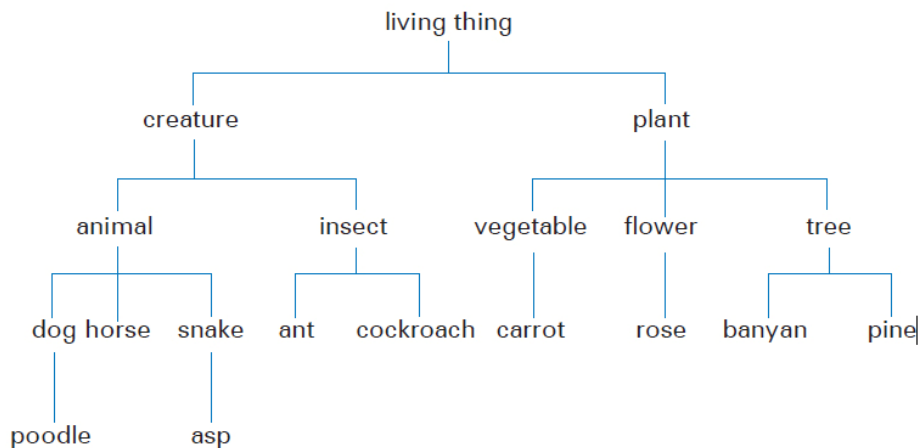 living thing
creature plant
animal insect vegetable flower tree
dog horse snake ant cockroach carrot rose banyan pine
poodle asp